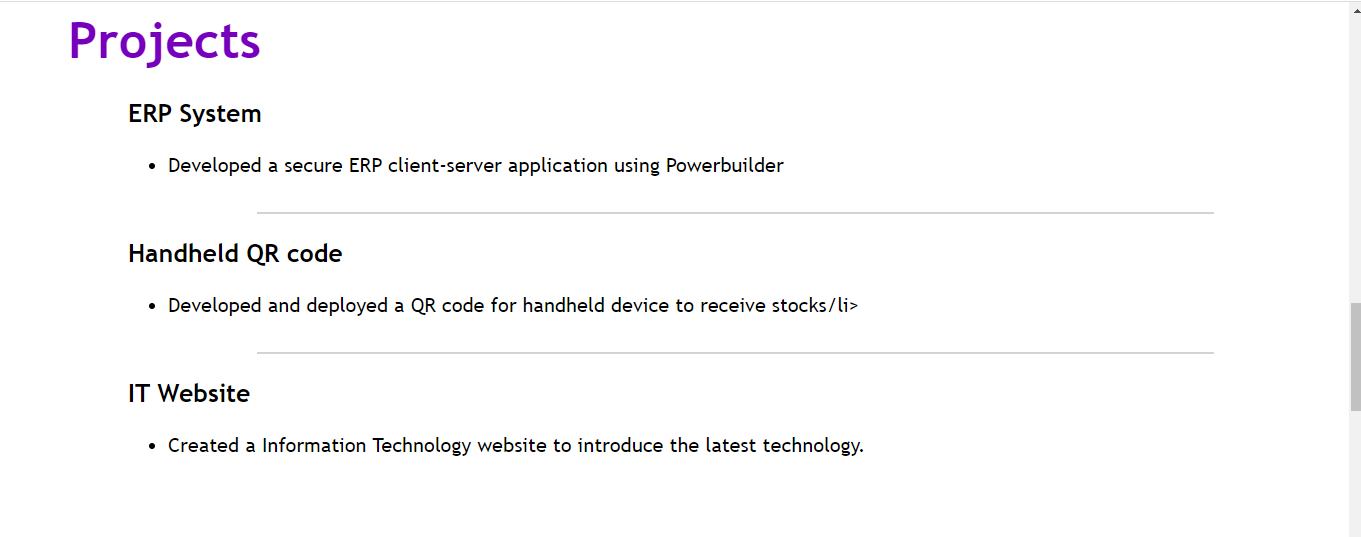 Projects
ERP System
• Developed a secure ERP client-server application using Powerbuilder
Handheld QR code
• Developed and deployed a QR code for handheld device to receive stocks/li>
IT Website
• Created a Information Technology website to introduce the latest technology.